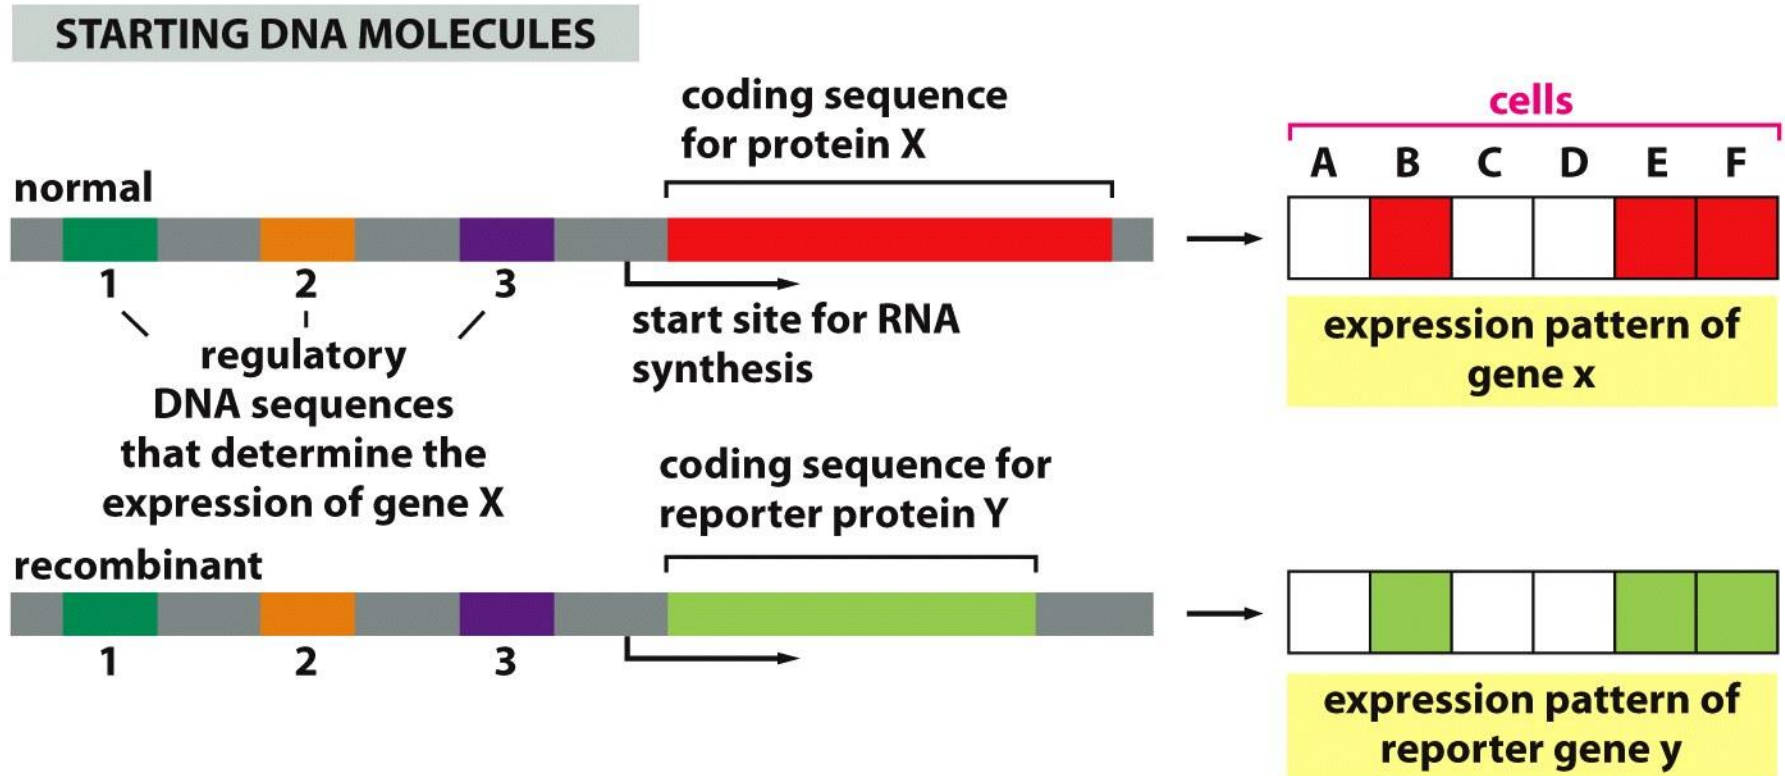 STARTING DNA MOLECULES
coding sequence
for protein X
cells
A B C D E F
normal
1 2 3
start site for RNA
synthesis
regulatory
DNA sequences
that determine the
expression of gene X
expression pattern of
gene x
coding sequence for
reporter protein Y
recombinant
1 2 3
expression pattern of
reporter gene y